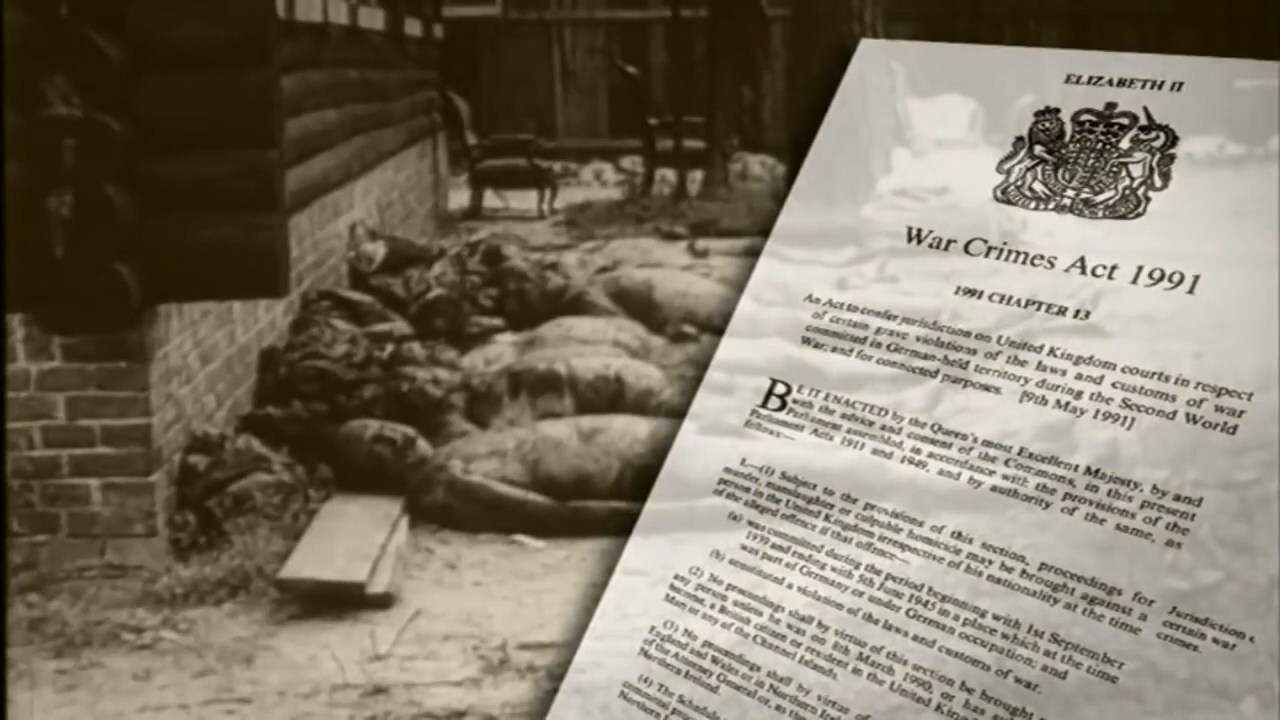 ELIZABETH II
War Crimes Act 1991
1991 CHAPTER 13
An Act to confer jurisdiction on United Kingdom courts in respect
of certain grave violations of the laws and customs of war
committed in German-held territory during the Second World
War; and for connected purposes. [9th May 1991]
BE IT ENACTED by the Queen's most Excellent Majesty, by and
with the advice and consent of the Commons, in this present
Parliament assembled, in accordance with the provisions of the
Parliament Acts 1911 and 1949, and by authority of the same, as
follows:—
1.—(1) Subject to the provisions of this section, proceedings for
murder, manslaughter or culpable homicide may be brought against a
person in the United Kingdom irrespective of his nationality at the time
of the alleged offence if that offence—
Jurisdiction
certain war
crimes.
(a) was committed during the period beginning with 1st September
1939 and ending with 5th June 1945 in a place which at the time
was part of Germany or under German occupation; and
(b) constituted a violation of the laws and customs of war.
(2) No proceedings shall by virtue of this section be brought
any person unless he was on 8th March 1990, or has
become, a British citizen or resident in the United
Man or any of the Channel Islands.
(3) No proceedings shall by virtue of
England and Wales or in Northern
of the Attorney General or, as the
Northern Ireland.
(4) The Schedule
Northern